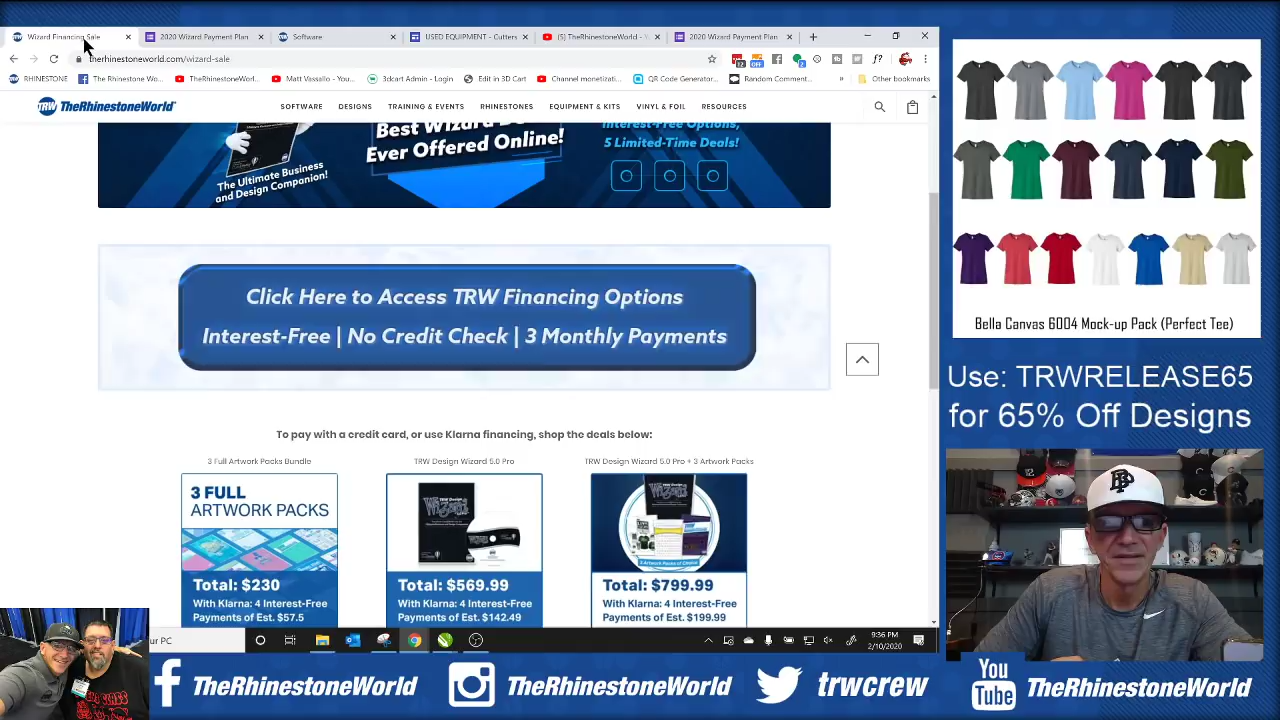 Wizard Financing Sale
2020 Wizard Payment Plan
Software
USED EQUIPMENT - Cutters
(5) TheRhinestoneWorld - Y
2020 Wizard Payment Plan
therhinestoneworld.com/wizard-sale
RHINESTONE
The Rhinestone Wo...
TheRhinestoneWorl...
Matt Vassallo - You...
3dcart Admin - Login
Edit in 3D Cart
Channel monetizati...
QR Code Generator...
Random Comment...
Other bookmarks
TRW TheRhinestoneWorld
SOFTWARE
DESIGNS
TRAINING & EVENTS
RHINESTONES
EQUIPMENT & KITS
VINYL & FOIL
RESOURCES
The Ultimate Business
and Design Companion!
Ever Offered Online!
Interest-Free Options,
5 Limited-Time Deals!
Click Here to Access TRW Financing Options
Interest-Free | No Credit Check | 3 Monthly Payments
To pay with a credit card, or use Klarna financing, shop the deals below:
3 Full Artwork Packs Bundle
TRW Design Wizard 5.0 Pro
TRW Design Wizard 5.0 Pro + 3 Artwork Packs
3 FULL
ARTWORK PACKS
Total: $230
With Klarna: 4 Interest-Free
Payments of Est. $57.5
Total: $569.99
With Klarna: 4 Interest-Free
Payments of Est. $142.49
Total: $799.99
With Klarna: 4 Interest-Free
Payments of Est. $199.99
9:36 PM
2/10/2020
Bella Canvas 6004 Mock-up Pack (Perfect Tee)
Use: TRWRELEASE65
for 65% Off Designs
TheRhinestoneWorld
TheRhinestoneWorld
trwcrew
You
Tube
TheRhinestoneWorld